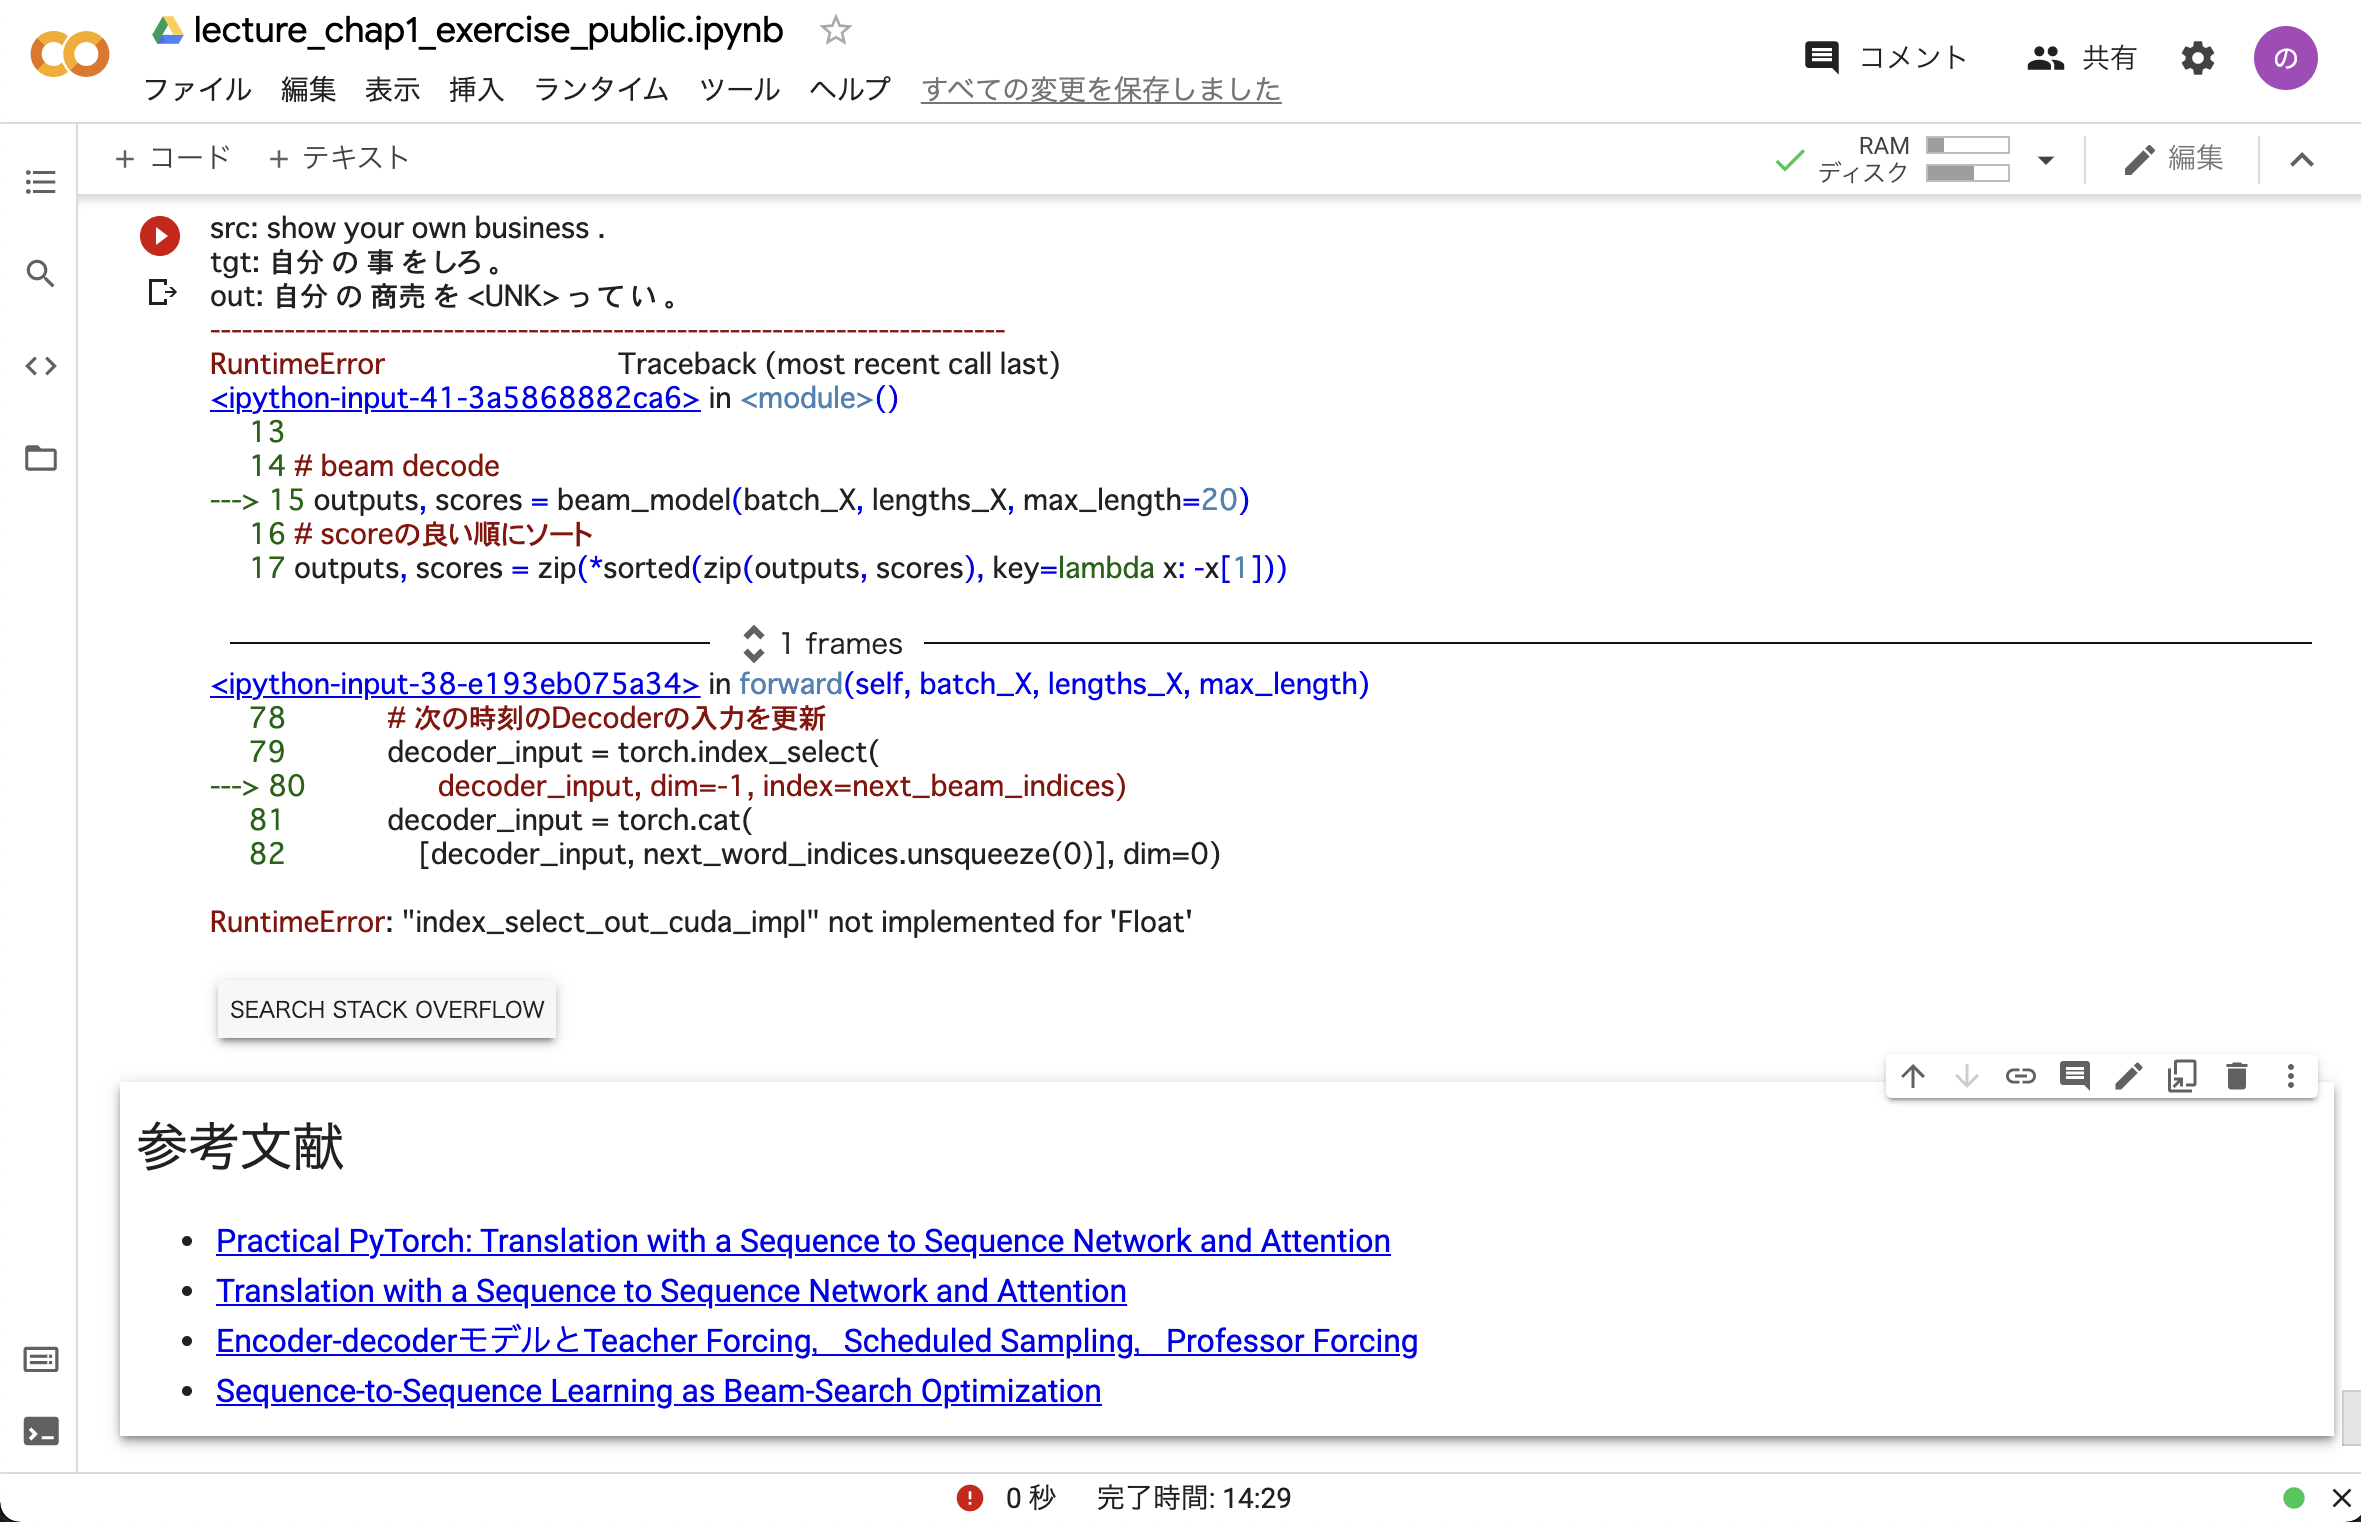 lecture_chap1_exercise_public.ipynb
コメント
共有
の
ファイル 編集 表示 挿入 ランタイム ツール ヘルプ すべての変更を保存しました
+ コード + テキスト
RAM
ディスク
編集
src: show your own business .
tgt: 自分 の 事 を しろ 。
out: 自分 の 商売 を <UNK> っ て い 。
---------------------------------------------------------------------------
RuntimeError Traceback (most recent call last)
<ipython-input-41-3a5868882ca6> in <module>()
13
14 # beam decode
---> 15 outputs, scores = beam_model(batch_X, lengths_X, max_length=20)
16 # scoreの良い順にソート
17 outputs, scores = zip(*sorted(zip(outputs, scores), key=lambda x: -x[1]))
1 frames
<ipython-input-38-e193eb075a34> in forward(self, batch_X, lengths_X, max_length)
78 # 次の時刻のDecoderの入力を更新
79 decoder_input = torch.index_select(
---> 80 decoder_input, dim=-1, index=next_beam_indices)
81 decoder_input = torch.cat(
82 [decoder_input, next_word_indices.unsqueeze(0)], dim=0)
RuntimeError: "index_select_out_cuda_impl" not implemented for 'Float'
SEARCH STACK OVERFLOW
参考文献
• Practical PyTorch: Translation with a Sequence to Sequence Network and Attention
• Translation with a Sequence to Sequence Network and Attention
• Encoder-decoderモデルとTeacher Forcing，Scheduled Sampling，Professor Forcing
• Sequence-to-Sequence Learning as Beam-Search Optimization
0 秒 完了時間: 14:29